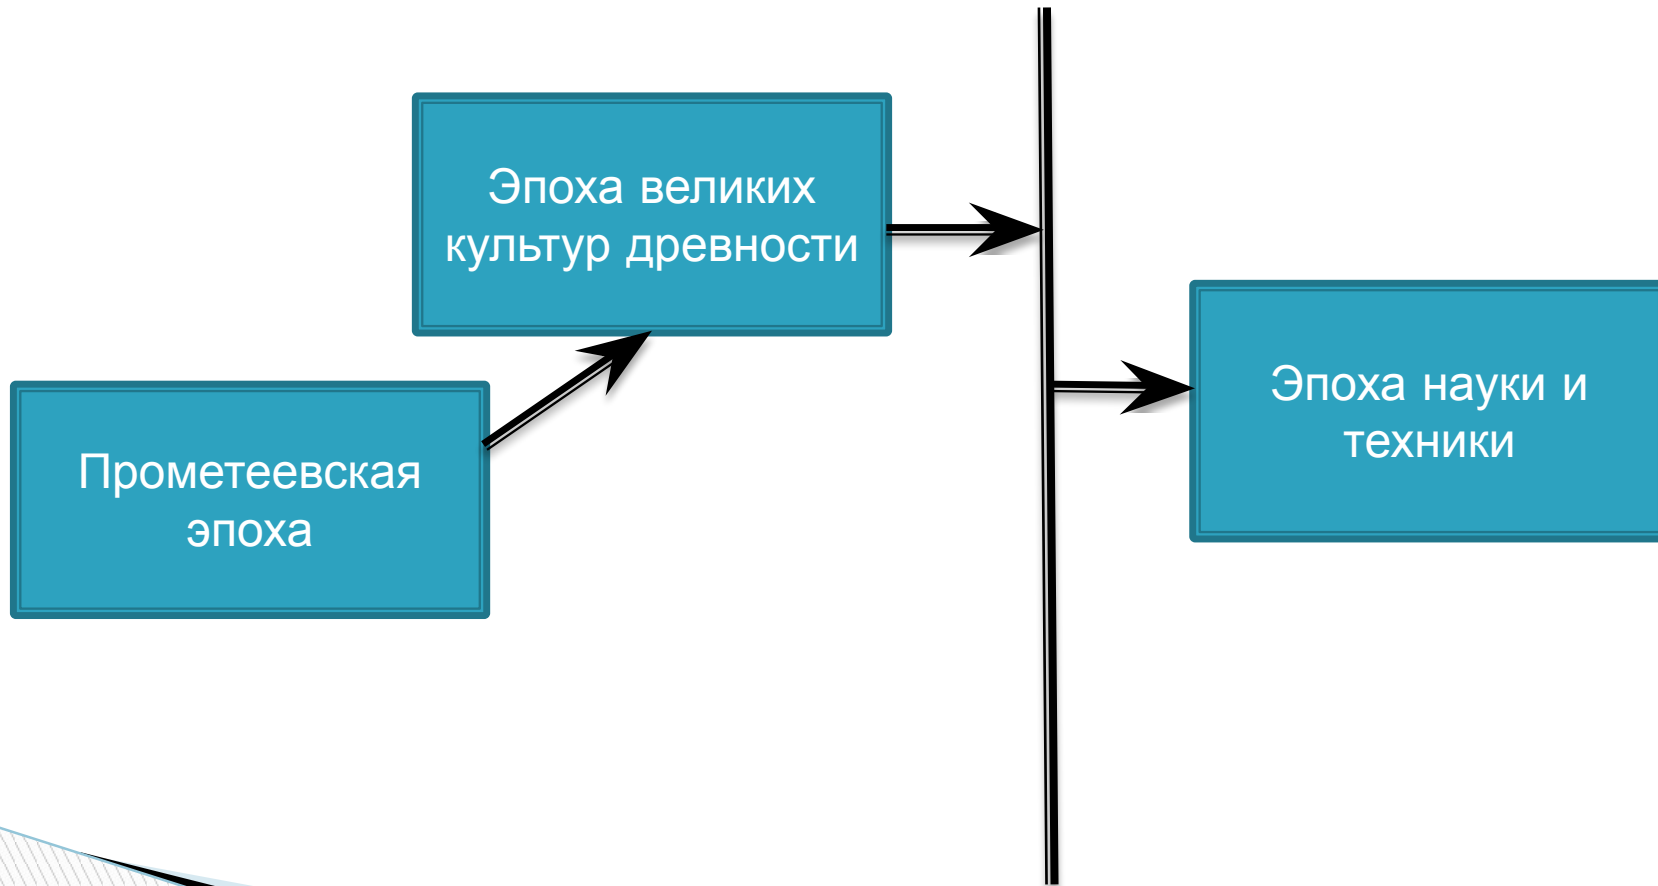 Эпоха великих
культур древности
Прометеевская
эпоха
Эпоха науки и
техники